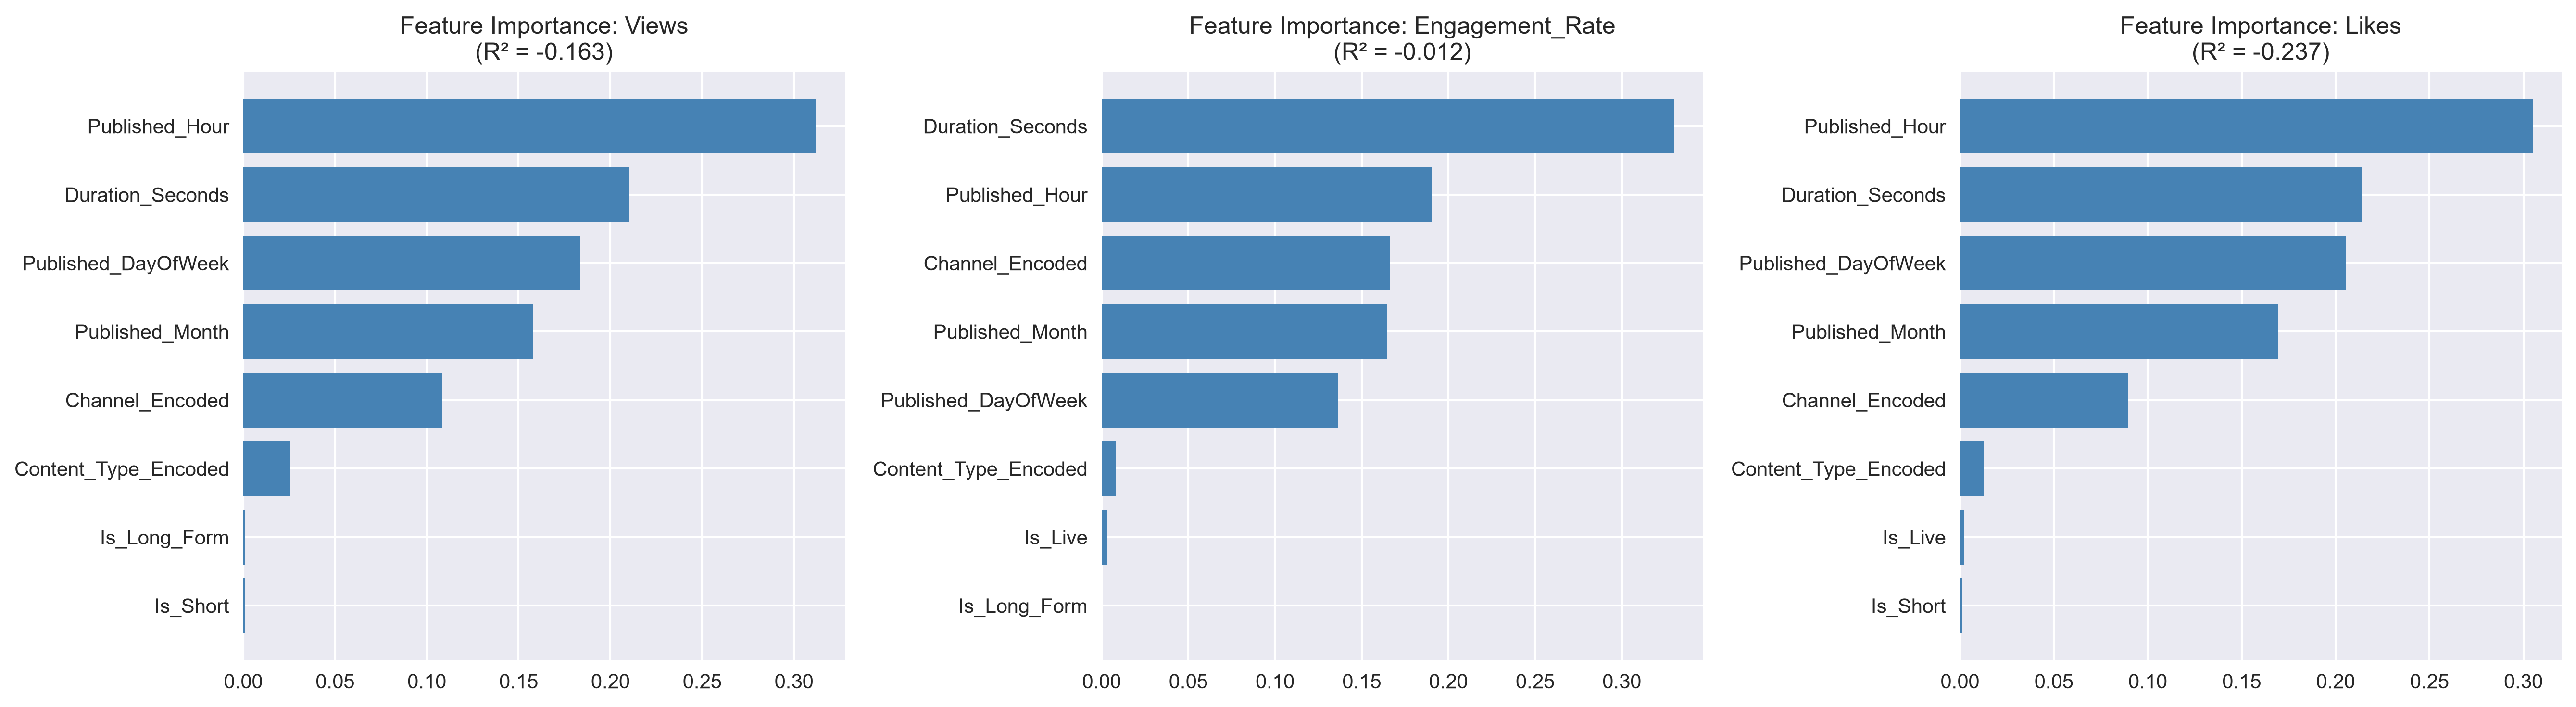 Feature Importance: Views
(R² = -0.163)
Published_Hour
Duration_Seconds
Published_DayOfWeek
Published_Month
Channel_Encoded
Content_Type_Encoded
Is_Long_Form
Is_Short
0.00 0.05 0.10 0.15 0.20 0.25 0.30
Feature Importance: Engagement_Rate
(R² = -0.012)
Duration_Seconds
Published_Hour
Channel_Encoded
Published_Month
Published_DayOfWeek
Content_Type_Encoded
Is_Live
Is_Long_Form
0.00 0.05 0.10 0.15 0.20 0.25 0.30
Feature Importance: Likes
(R² = -0.237)
Published_Hour
Duration_Seconds
Published_DayOfWeek
Published_Month
Channel_Encoded
Content_Type_Encoded
Is_Live
Is_Short
0.00 0.05 0.10 0.15 0.20 0.25 0.30